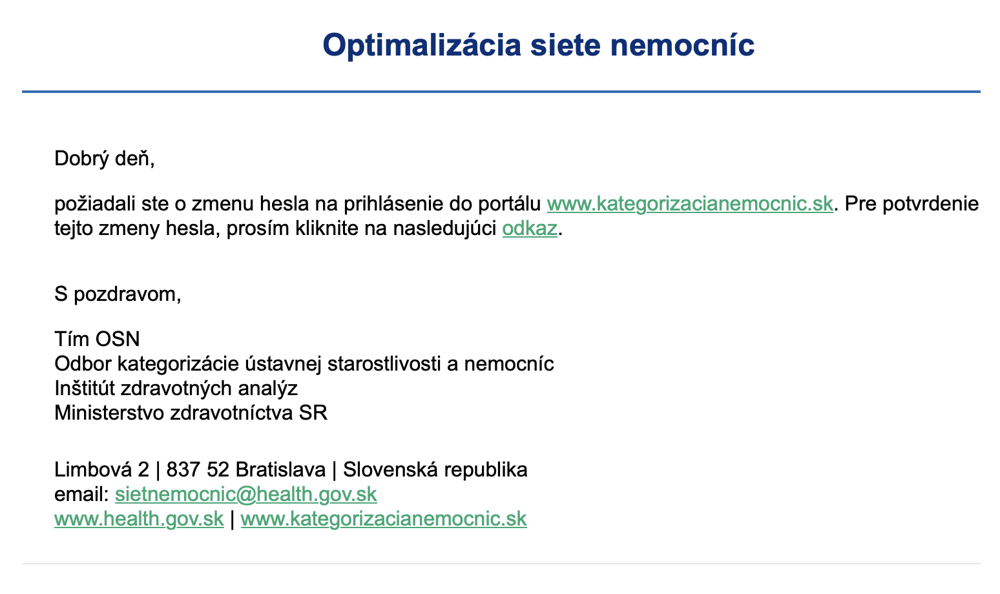 Optimalizácia siete nemocníc
Dobrý deň,
požiadali ste o zmenu hesla na prihlásenie do portálu www.kategorizacianemocnic.sk. Pre potvrdenie
tejto zmeny hesla, prosím kliknite na nasledujúci odkaz.
S pozdravom,
Tím OSN
Odbor kategorizácie ústavnej starostlivosti a nemocníc
Inštitút zdravotných analýz
Ministerstvo zdravotníctva SR
Limbová 2 | 837 52 Bratislava | Slovenská republika
email: sietnemocnic@health.gov.sk
www.health.gov.sk | www.kategorizacianemocnic.sk